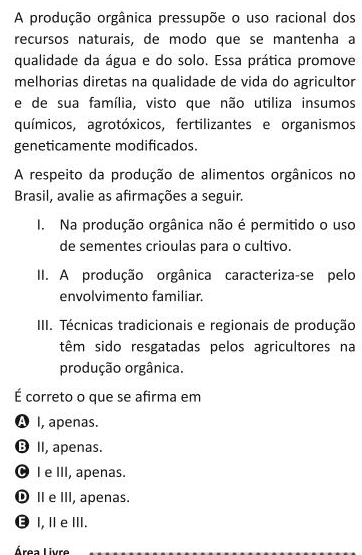 A produção orgânica pressupõe o uso racional dos
recursos naturais, de modo que se mantenha a
qualidade da água e do solo. Essa prática promove
melhorias diretas na qualidade de vida do agricultor
e de sua família, visto que não utiliza insumos
químicos, agrotóxicos, fertilizantes e organismos
geneticamente modificados.
A respeito da produção de alimentos orgânicos no
Brasil, avalie as afirmações a seguir.
I. Na produção orgânica não é permitido o uso
de sementes crioulas para o cultivo.
II. A produção orgânica caracteriza-se pelo
envolvimento familiar.
III. Técnicas tradicionais e regionais de produção
têm sido resgatadas pelos agricultores na
produção orgânica.
É correto o que se afirma em
A I, apenas.
B II, apenas.
C I e III, apenas.
D II e III, apenas.
E I, II e III.
Área Livre